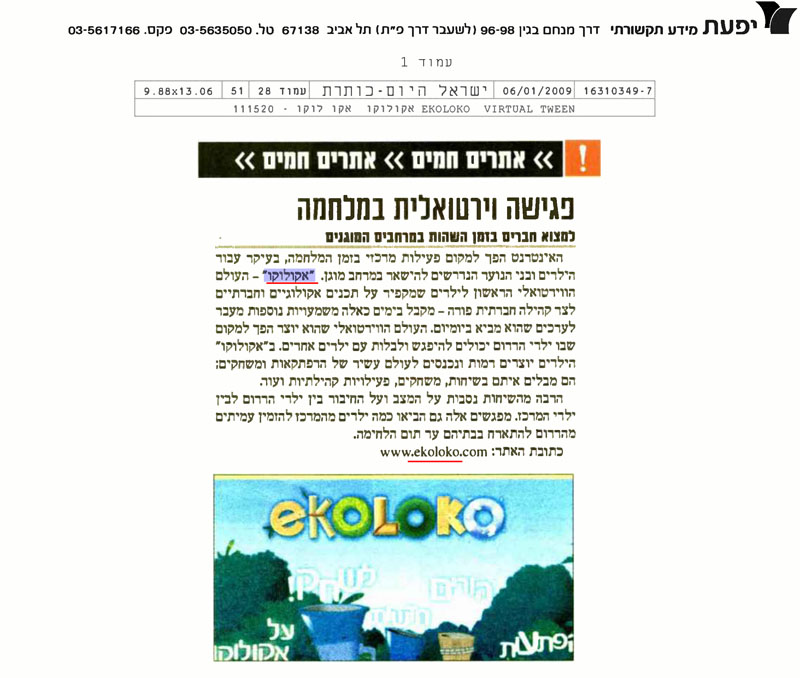 יפעת מידע תקשורתי דרך מנחם בגין 96-98 (לשעבר דרך פ"ת) תל אביב 67138 טל. 03-5635050 פקס. 03-5617166
עמוד 1
16310349-7 06/01/2009 ישראל היום-כותרת עמוד 28 51 9.88x13.06
EKOLOKO VIRTUAL TWEEN אקולוקו אקו לוקו - 111520
! >> אתרים חמים >> אתרים חמים >>
פגישה וירטואלית במלחמה
למצוא חברים בזמן השהות במרחבים המוגנים
האינטרנט הפך למקום פעילות מרכזי בזמן המלחמה, בעיקר עבור
הילדים ובני הנוער הנדרשים להישאר במרחב מוגן. "אקולוקו" – העולם
הווירטואלי הראשון לילדים שמקפיד על תכנים אקולוגיים וחברתיים
לצד קהילה חברתית פורה – מקבל בימים כאלה משמעויות נוספות מעבר
לערכים שהוא מביא ביומיום. העולם הווירטואלי שהוא יוצר הפך למקום
שבו ילדי הדרום יכולים להיפגש ולבלות עם ילדים אחרים. ב"אקולוקו"
הילדים יוצרים דמות ונכנסים לעולם עשיר של הרפתקאות ומשחקים;
הם מבלים איתם בשיחות, משחקים, פעילויות קהילתיות ועוד.
הרבה מהשיחות נסבות על המצב ועל החיבור בין ילדי הדרום לבין
ילדי המרכז. מפגשים אלה גם הביאו כמה ילדים מהמרכז להזמין עמיתים
מהדרום להתארח בבתיהם עד תום הלחימה.
כתובת האתר: www.ekoloko.com
eKOLOKO
לשחק!
הורים
הפתעות
על
אקולוקו